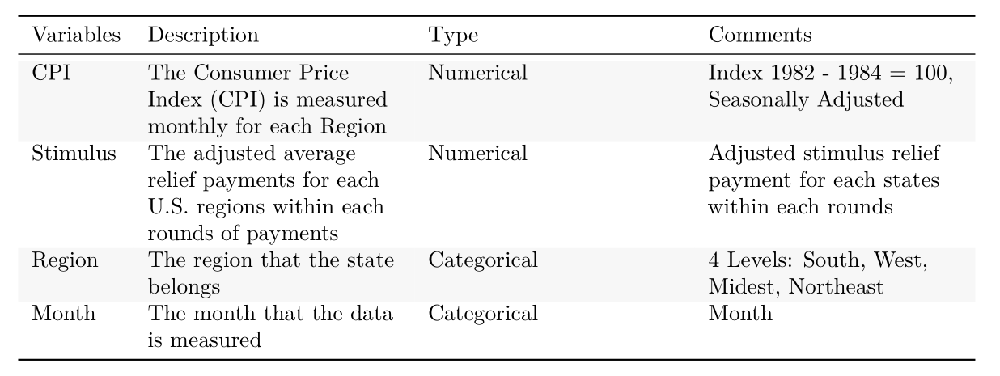 Variables Description Type Comments
CPI The Consumer Price Numerical Index 1982 - 1984 = 100,
Index (CPI) is measured Seasonally Adjusted
monthly for each Region
Stimulus The adjusted average Numerical Adjusted stimulus relief
relief payments for each payment for each states
U.S. regions within each within each rounds
rounds of payments
Region The region that the state Categorical 4 Levels: South, West,
belongs Midest, Northeast
Month The month that the data Categorical Month
is measured